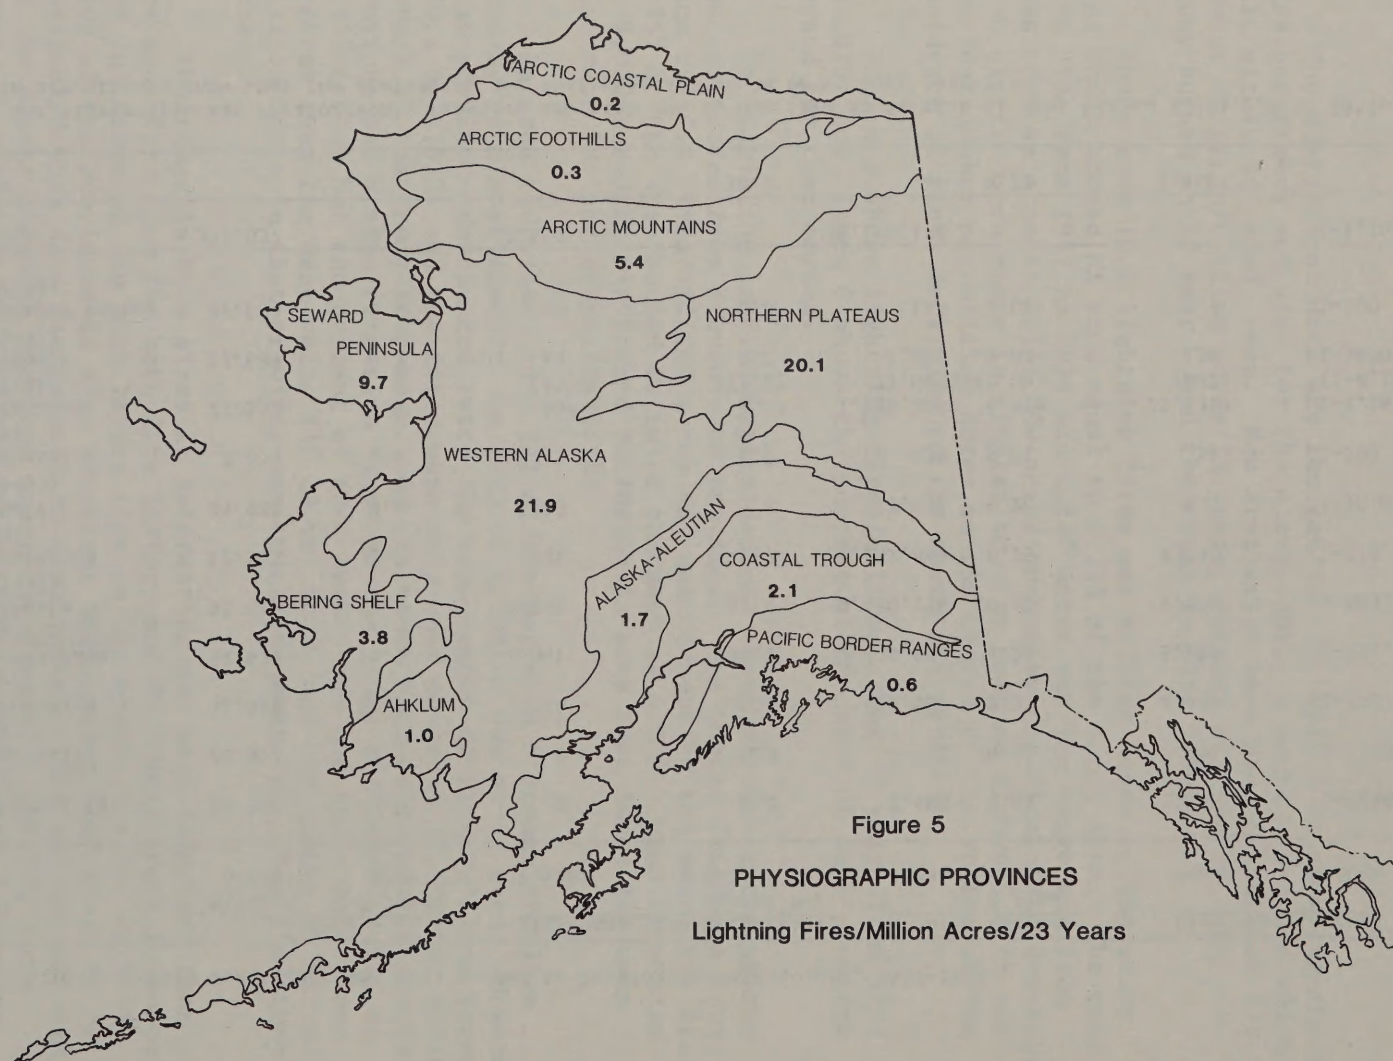 ARCTIC COASTAL PLAIN
0.2
ARCTIC FOOTHILLS
0.3
ARCTIC MOUNTAINS
5.4
SEWARD
PENINSULA
9.7
NORTHERN PLATEAUS
20.1
WESTERN ALASKA
21.9
ALASKA-ALEUTIAN
1.7
COASTAL TROUGH
2.1
BERING SHELF
3.8
PACIFIC BORDER RANGES
0.6
AHKLUM
1.0
Figure 5
PHYSIOGRAPHIC PROVINCES
Lightning Fires/Million Acres/23 Years